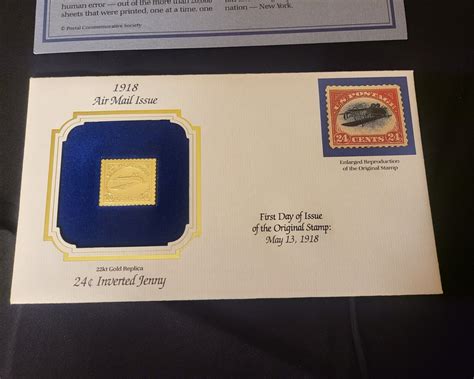 human error — out of the more than 20,000
sheets that were printed, one at a time, one
nation — New York.
© Postal Commemorative Society
1918
Air Mail Issue
22kt Gold Replica
24¢ Inverted Jenny
U.S. POSTAGE
24 CENTS 24
Enlarged Reproduction
of the Original Stamp
First Day of Issue
of the Original Stamp:
May 13, 1918